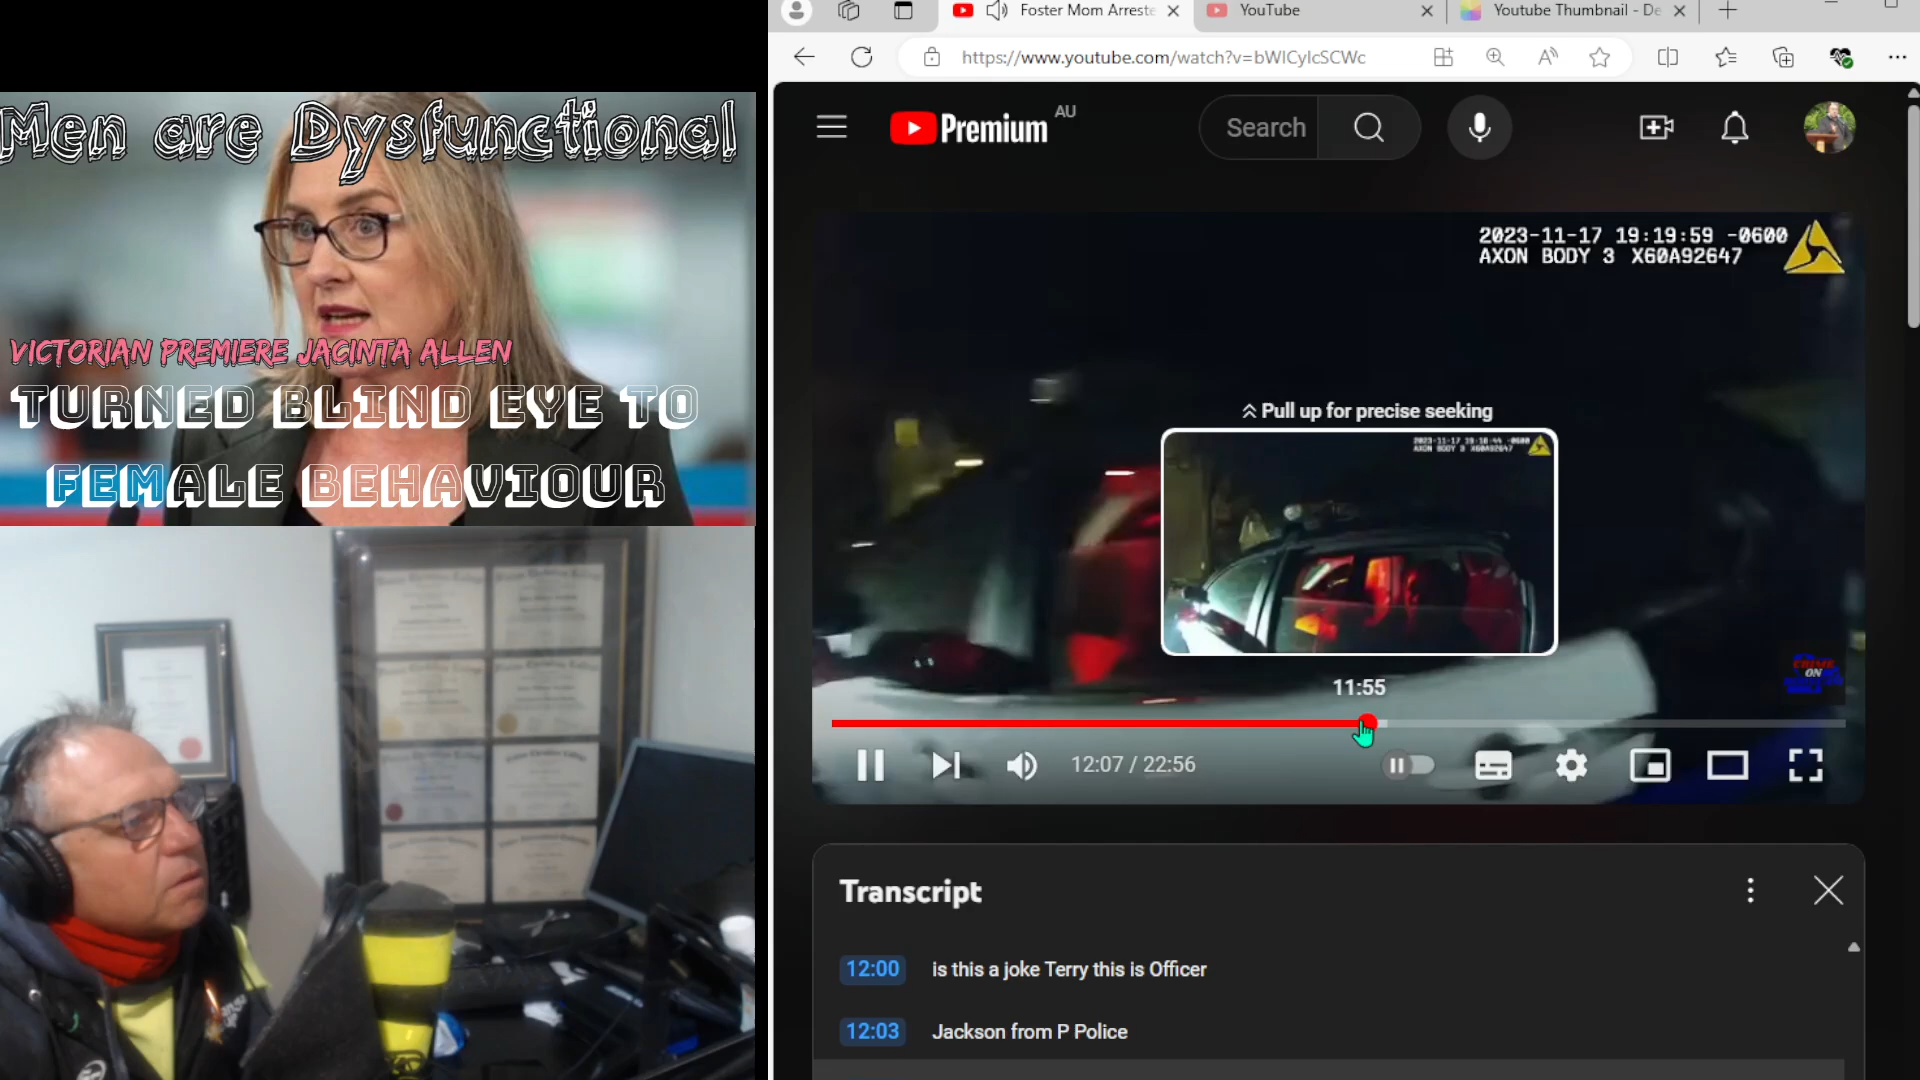 Men are Dysfunctional
VICTORIAN PREMIERE JACINTA ALLEN
TURNED BLIND EYE TO
FEMALE BEHAVIOUR
Foster Mom Arreste
YouTube
Youtube Thumbnail - De
https://www.youtube.com/watch?v=bWlCylcSCWc
Premium
AU
Search
2023-11-17 19:19:59 -0600
AXON BODY 3 X60A92647
Pull up for precise seeking
CRIME
ON
11:55
12:07 / 22:56
Transcript
12:00 is this a joke Terry this is Officer
12:03 Jackson from P Police